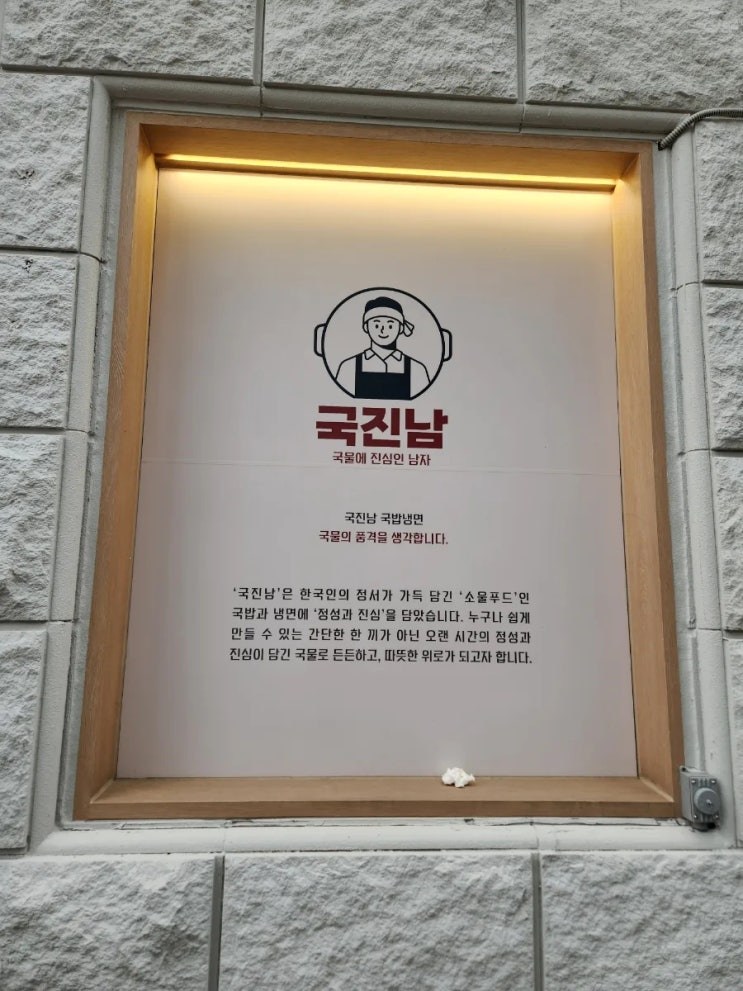 국진남
국물에 진심인 남자
국진남 국밥냉면
국물의 품격을 생각합니다.
‘국진남’은 한국인의 정서가 가득 담긴 ‘소물푸드’인
국밥과 냉면에 ‘정성과 진심’을 담았습니다. 누구나 쉽게
만들 수 있는 간단한 한 끼가 아닌 오랜 시간의 정성과
진심이 담긴 국물로 든든하고, 따뜻한 위로가 되고자 합니다.